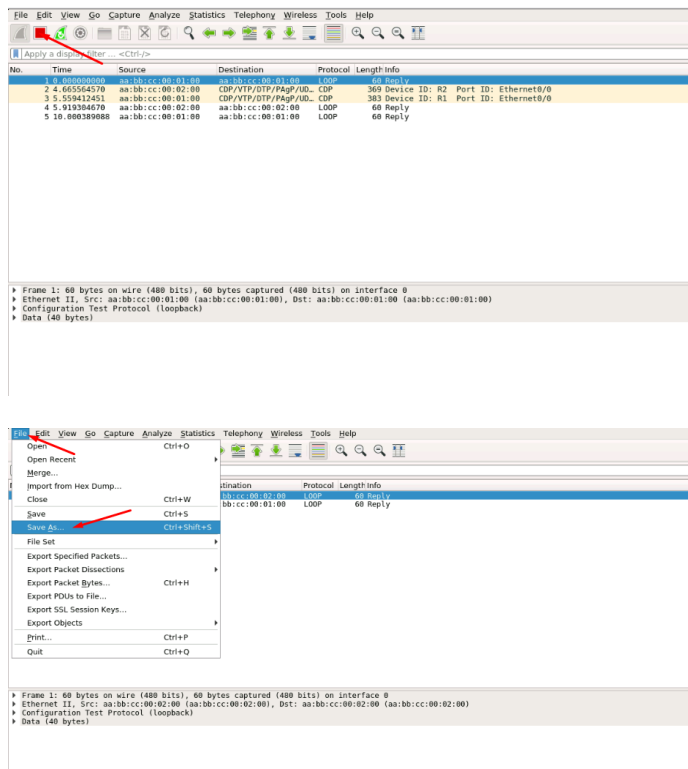 File Edit View Go Capture Analyze Statistics Telephony Wireless Tools Help
Apply a display filter ... <Ctrl-/>
No. Time Source Destination Protocol Length Info
1 0.000000000 aa:bb:cc:00:01:00 aa:bb:cc:00:01:00 LOOP 60 Reply
2 4.665564570 aa:bb:cc:00:02:00 CDP/VTP/DTP/PAgP/UD… CDP 369 Device ID: R2 Port ID: Ethernet0/0
3 5.559412451 aa:bb:cc:00:01:00 CDP/VTP/DTP/PAgP/UD… CDP 383 Device ID: R1 Port ID: Ethernet0/0
4 5.919304670 aa:bb:cc:00:02:00 aa:bb:cc:00:02:00 LOOP 60 Reply
5 10.000389088 aa:bb:cc:00:01:00 aa:bb:cc:00:01:00 LOOP 60 Reply
Frame 1: 60 bytes on wire (480 bits), 60 bytes captured (480 bits) on interface 0
Ethernet II, Src: aa:bb:cc:00:01:00 (aa:bb:cc:00:01:00), Dst: aa:bb:cc:00:01:00 (aa:bb:cc:00:01:00)
Configuration Test Protocol (loopback)
Data (40 bytes)
File Edit View Go Capture Analyze Statistics Telephony Wireless Tools Help
Open Ctrl+O
Open Recent
Merge...
Import from Hex Dump...
Close Ctrl+W
Save Ctrl+S
Save As... Ctrl+Shift+S
File Set
Export Specified Packets...
Export Packet Dissections
Export Packet Bytes... Ctrl+H
Export PDUs to File...
Export SSL Session Keys...
Export Objects
Print... Ctrl+P
Quit Ctrl+Q
stination Protocol Length Info
bb:cc:00:02:00 LOOP 60 Reply
bb:cc:00:01:00 LOOP 60 Reply
Frame 1: 60 bytes on wire (480 bits), 60 bytes captured (480 bits) on interface 0
Ethernet II, Src: aa:bb:cc:00:02:00 (aa:bb:cc:00:02:00), Dst: aa:bb:cc:00:02:00 (aa:bb:cc:00:02:00)
Configuration Test Protocol (loopback)
Data (40 bytes)